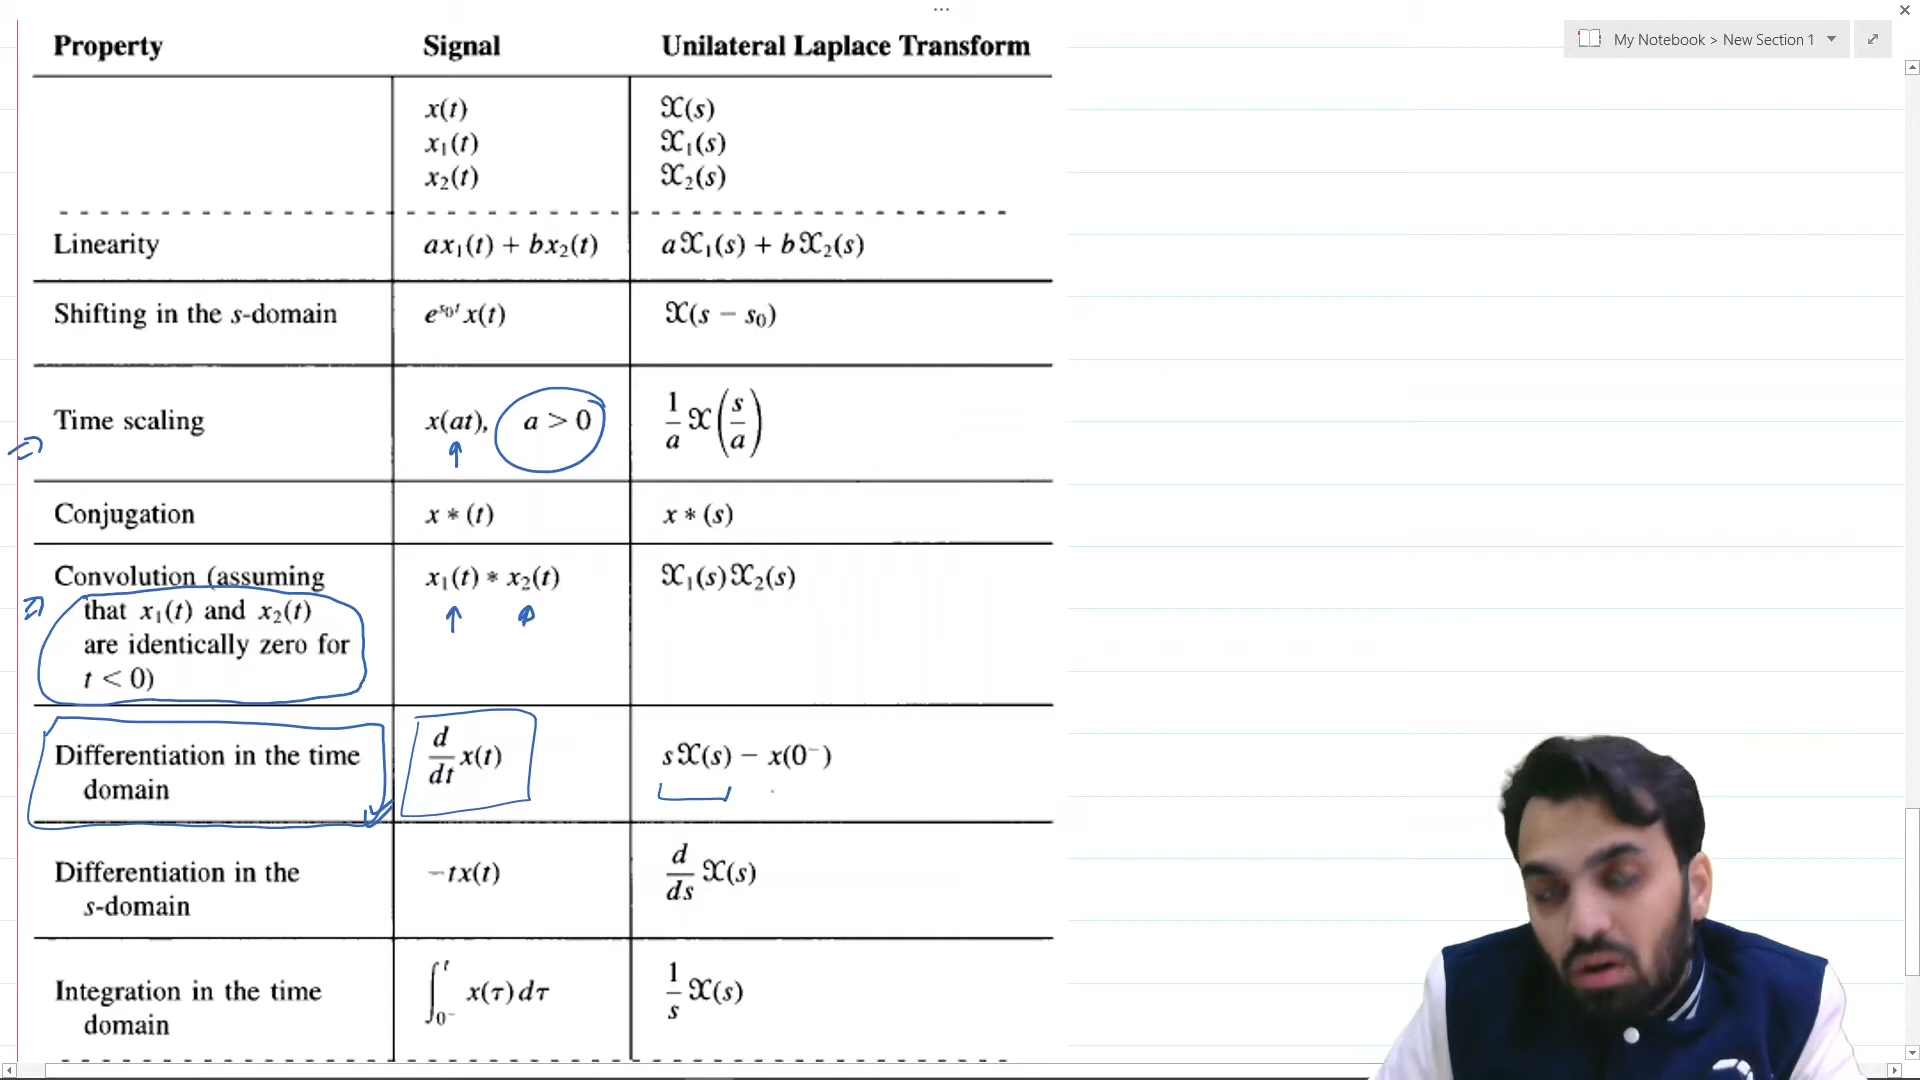 ...
My Notebook > New Section 1
Property Signal Unilateral Laplace Transform
x(t) 𝔛(s)
x₁(t) 𝔛₁(s)
x₂(t) 𝔛₂(s)
Linearity ax₁(t) + bx₂(t) a𝔛₁(s) + b𝔛₂(s)
Shifting in the s-domain e^{s₀t}x(t) 𝔛(s − s₀)
Time scaling x(at), a > 0 1/a 𝔛(s/a)
Conjugation x * (t) x * (s)
Convolution (assuming x₁(t) * x₂(t) 𝔛₁(s)𝔛₂(s)
that x₁(t) and x₂(t)
are identically zero for
t < 0)
Differentiation in the time d/dt x(t) s𝔛(s) − x(0⁻)
domain
Differentiation in the −tx(t) d/ds 𝔛(s)
s-domain
Integration in the time ∫_{0⁻}^{t} x(τ) dτ 1/s 𝔛(s)
domain